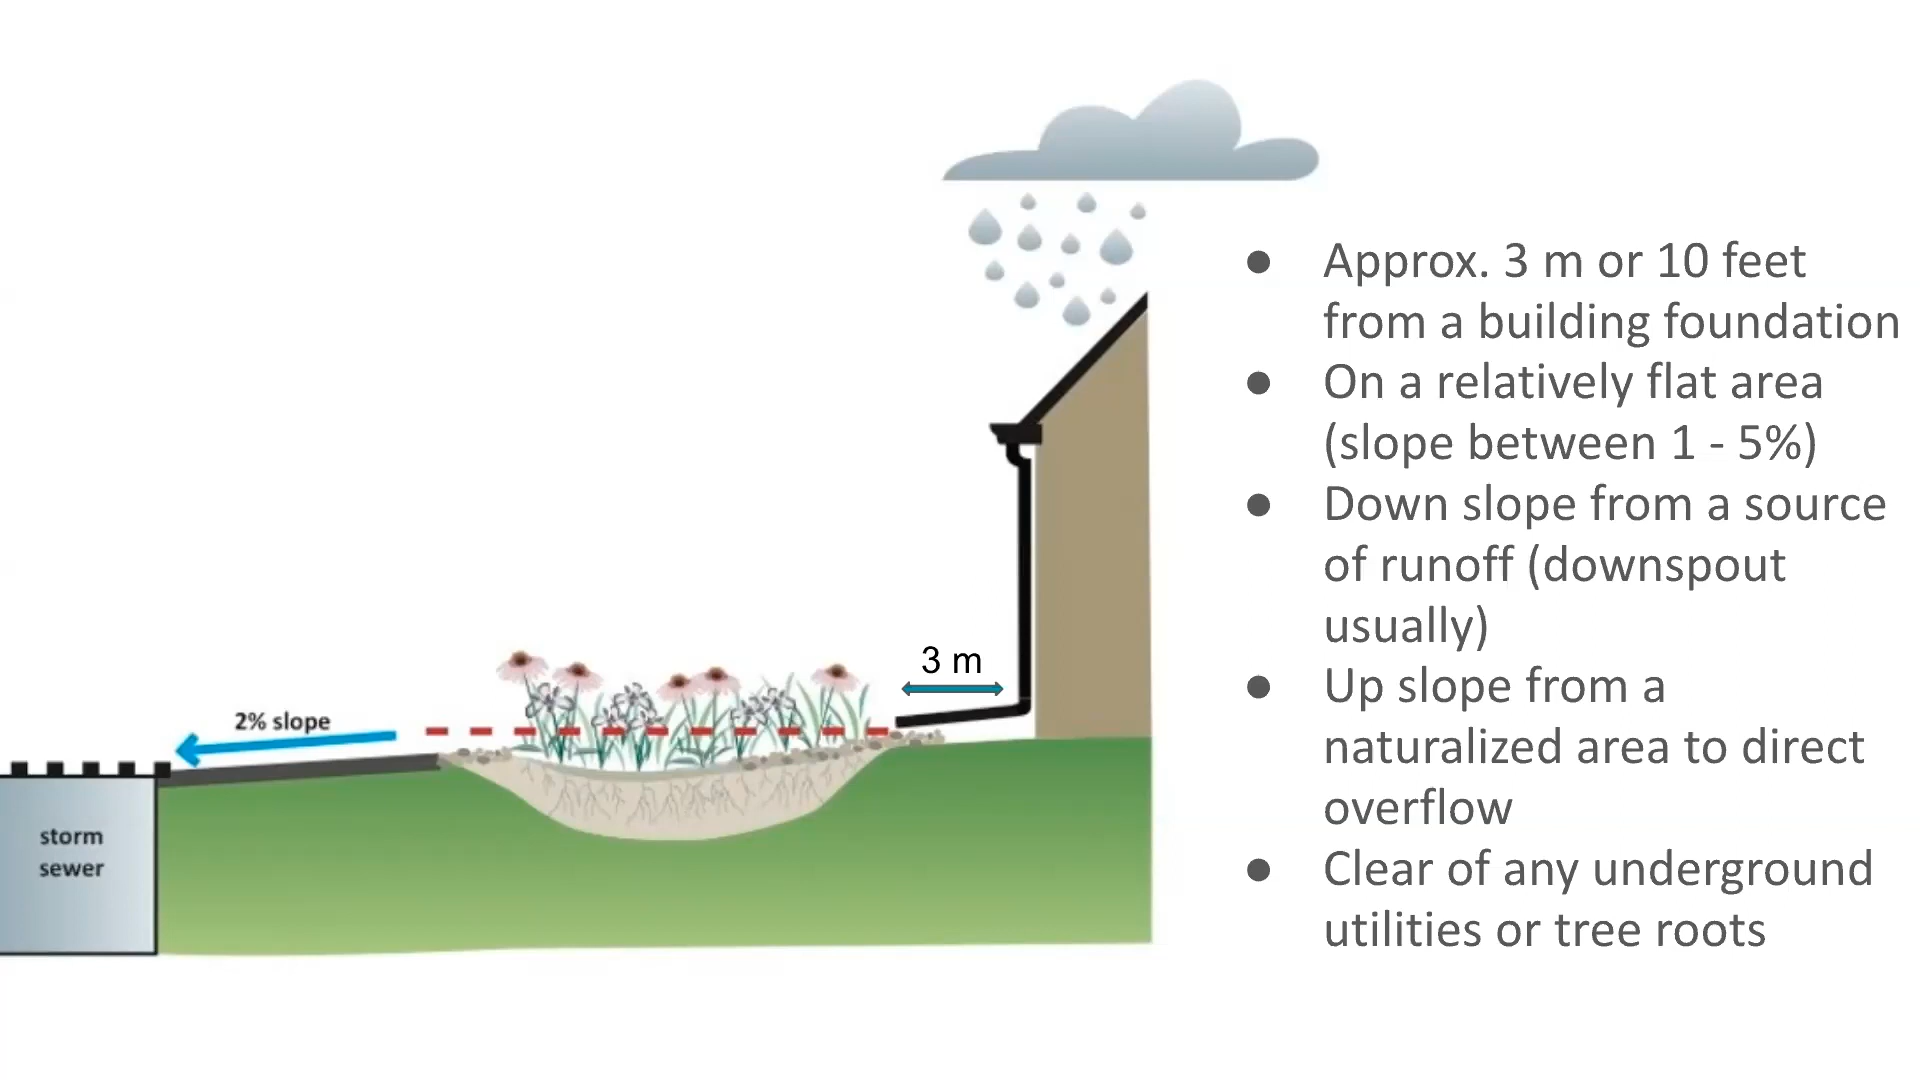 ● Approx. 3 m or 10 feet
from a building foundation
● On a relatively flat area
(slope between 1 - 5%)
● Down slope from a source
of runoff (downspout
usually)
● Up slope from a
naturalized area to direct
overflow
● Clear of any underground
utilities or tree roots
3 m
2% slope
storm
sewer